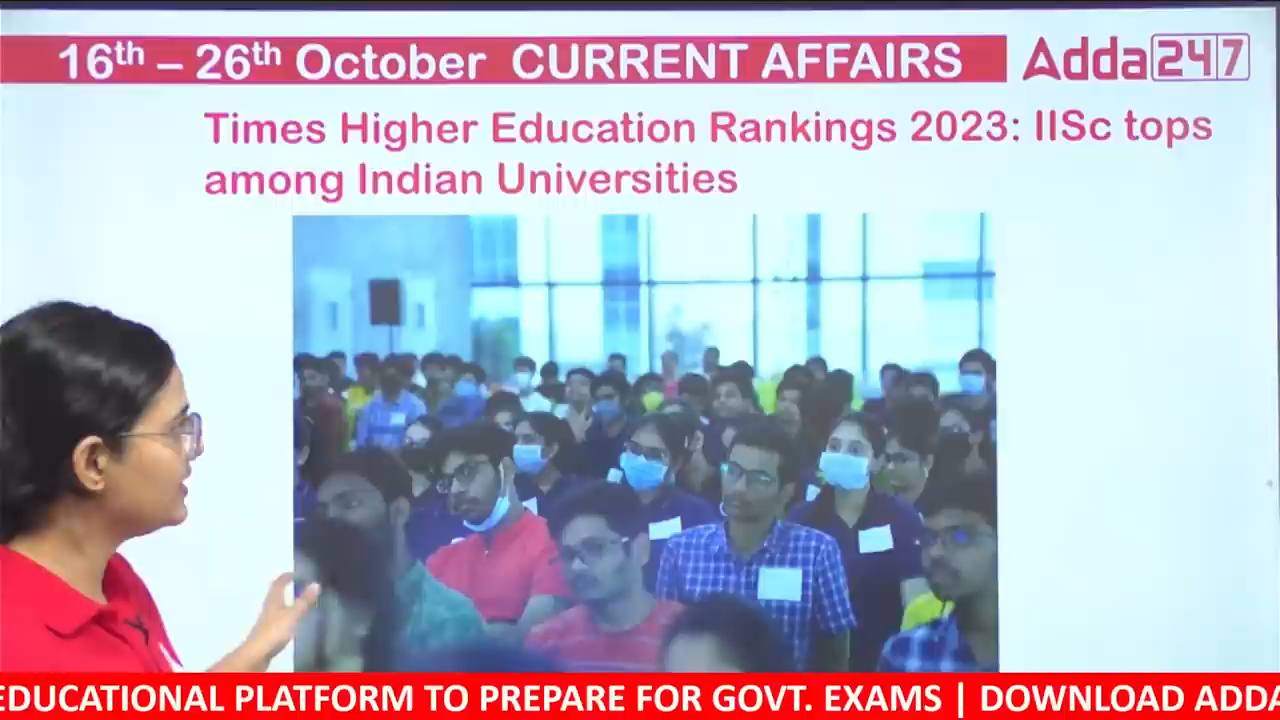 16th – 26th October CURRENT AFFAIRS
Adda247
Times Higher Education Rankings 2023: IISc tops
among Indian Universities
EDUCATIONAL PLATFORM TO PREPARE FOR GOVT. EXAMS | DOWNLOAD ADDA